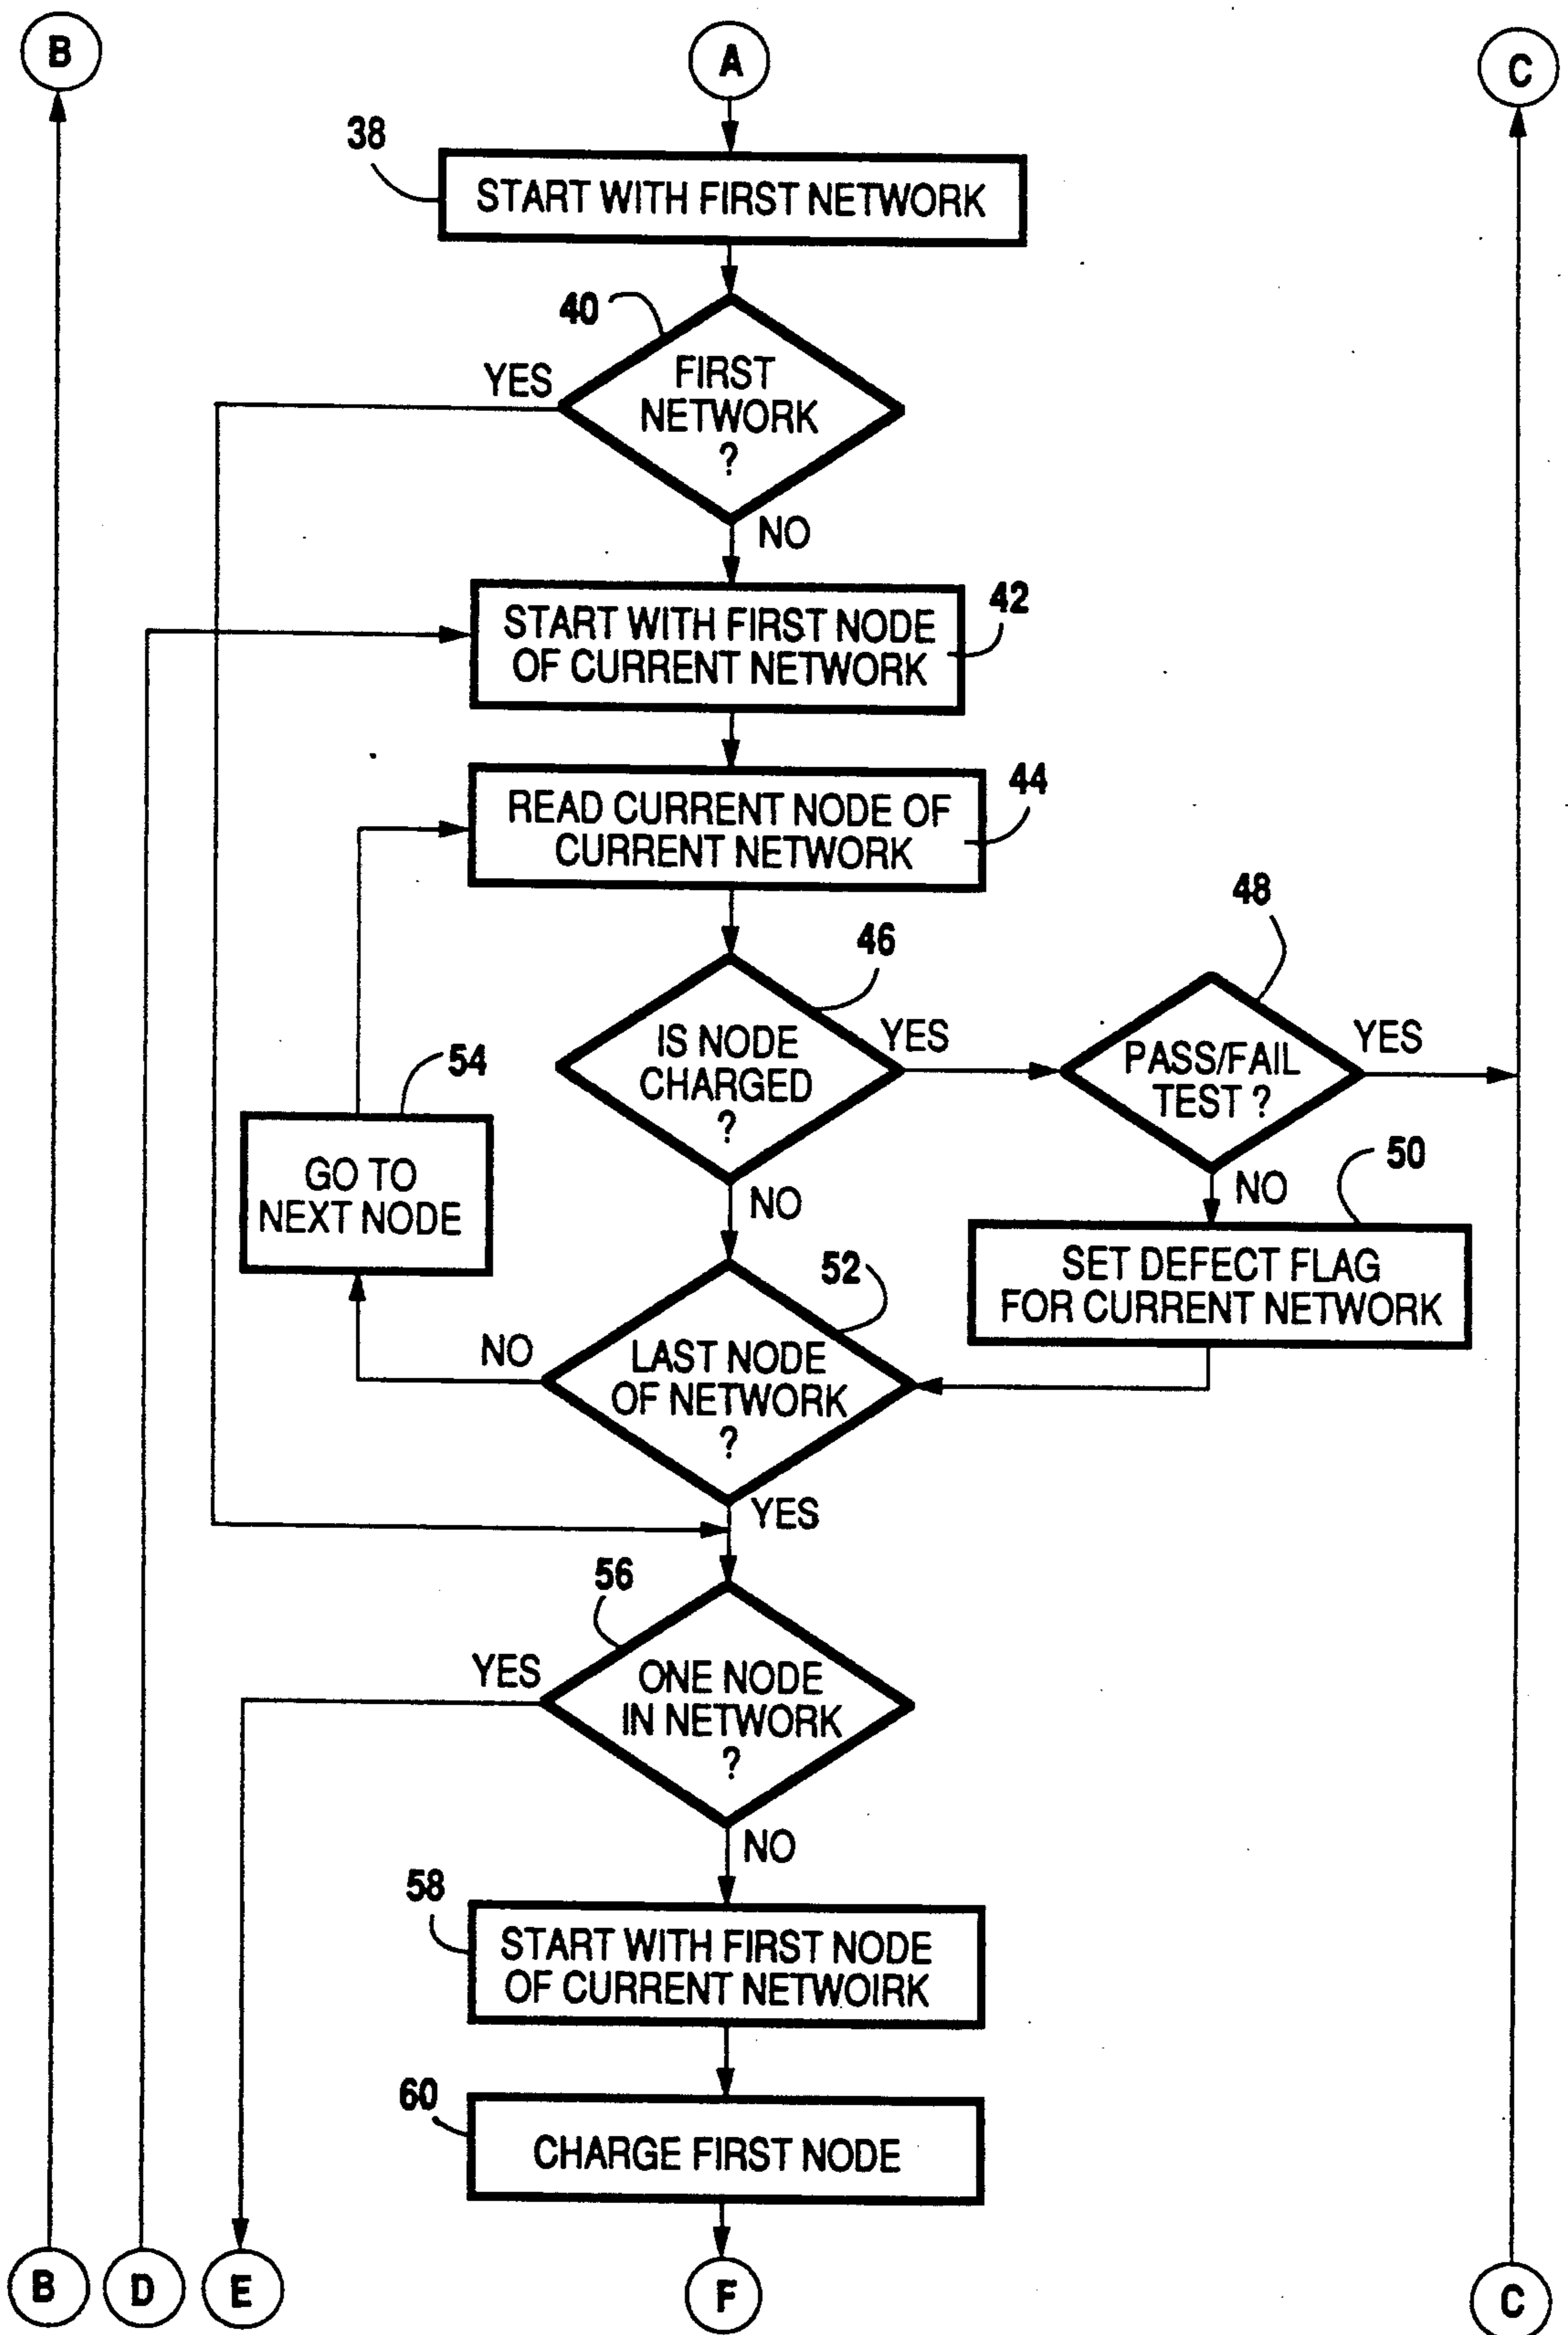 B
A
C
38
START WITH FIRST NETWORK
40
YES
FIRST
NETWORK
?
NO
42
START WITH FIRST NODE
OF CURRENT NETWORK
44
READ CURRENT NODE OF
CURRENT NETWORK
46
48
IS NODE
CHARGED
?
YES
PASS/FAIL
TEST ?
YES
54
GO TO
NEXT NODE
NO
NO
50
SET DEFECT FLAG
FOR CURRENT NETWORK
52
NO
LAST NODE
OF NETWORK
?
YES
56
YES
ONE NODE
IN NETWORK
?
NO
58
START WITH FIRST NODE
OF CURRENT NETWOIRK
60
CHARGE FIRST NODE
B
D
E
F
C